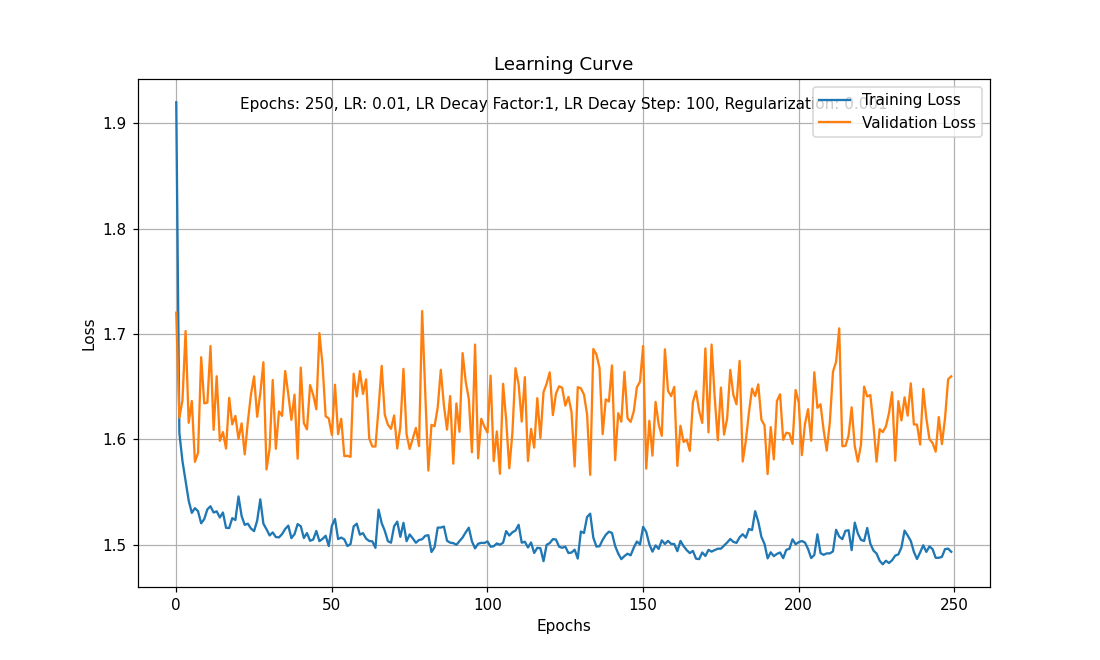 Learning Curve
Epochs: 250, LR: 0.01, LR Decay Factor:1, LR Decay Step: 100, Regularization: 0.001
Training Loss
Validation Loss
1.9
1.8
1.7
1.6
1.5
Loss
0 50 100 150 200 250
Epochs